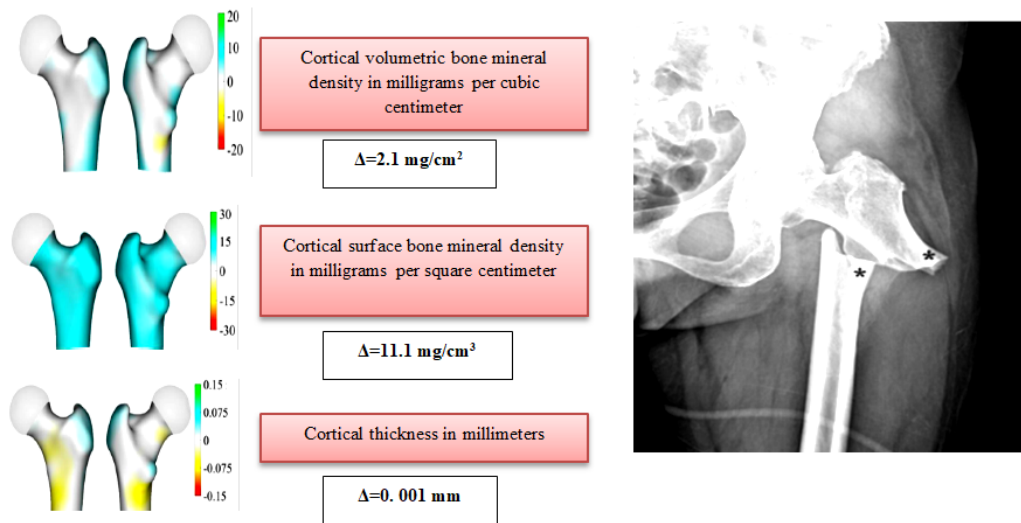 20
10
0
-10
-20
Cortical volumetric bone mineral
density in milligrams per cubic
centimeter
Δ=2.1 mg/cm²
30
15
0
-15
-30
Cortical surface bone mineral density
in milligrams per square centimeter
Δ=11.1 mg/cm³
0.15
0.075
0
-0.075
-0.15
Cortical thickness in millimeters
Δ=0. 001 mm
*
*